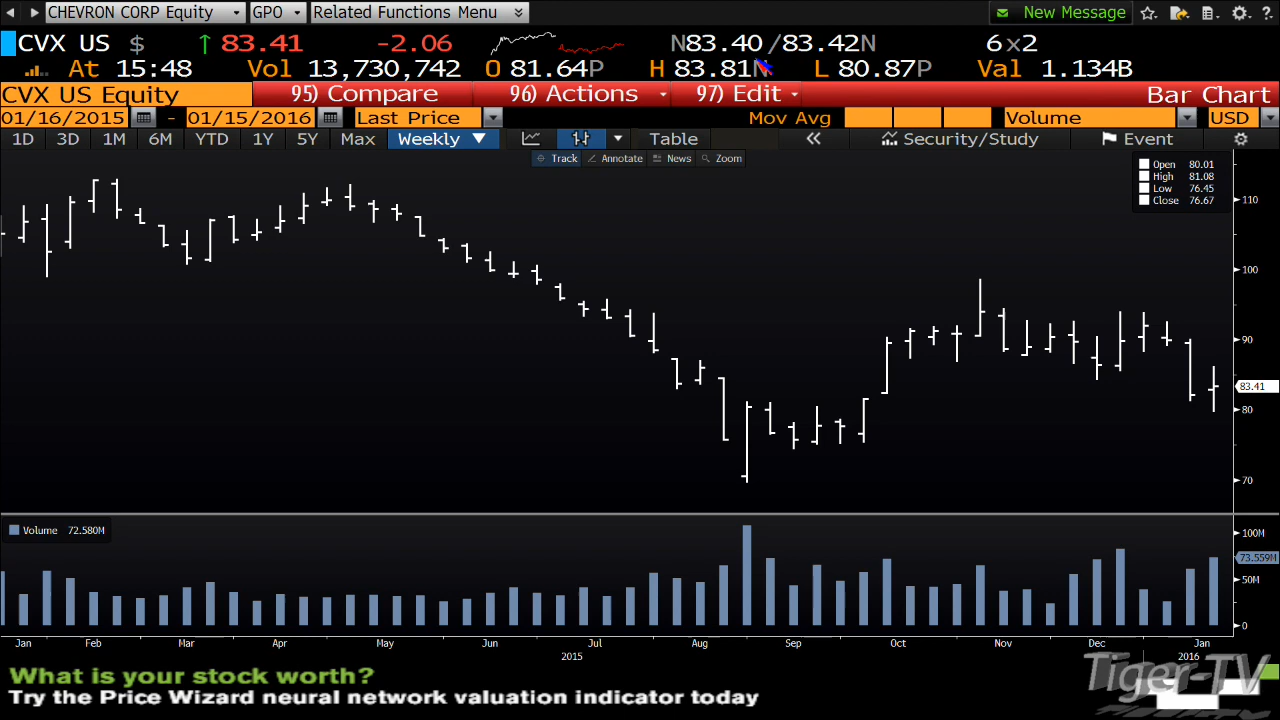 CHEVRON CORP Equity GPO Related Functions Menu New Message
CVX US $ ↑ 83.41 -2.06 N83.40 /83.42N 6x2
At 15:48 Vol 13,730,742 O 81.64P H 83.81N L 80.87P Val 1.134B
CVX US Equity 95) Compare 96) Actions 97) Edit Bar Chart
01/16/2015 - 01/15/2016 Last Price Mov Avg Volume USD
1D 3D 1M 6M YTD 1Y 5Y Max Weekly ▼ Table « Security/Study Event
Track Annotate News Zoom
Open 80.01
High 81.08
Low 76.45
Close 76.67
110
100
90
83.41
80
70
Volume 72.580M
100M
73.559M
50M
0
Jan Feb Mar Apr May Jun Jul Aug Sep Oct Nov Dec Jan
2015 2016
What is your stock worth?
Try the Price Wizard neural network valuation indicator today
Tiger-TV